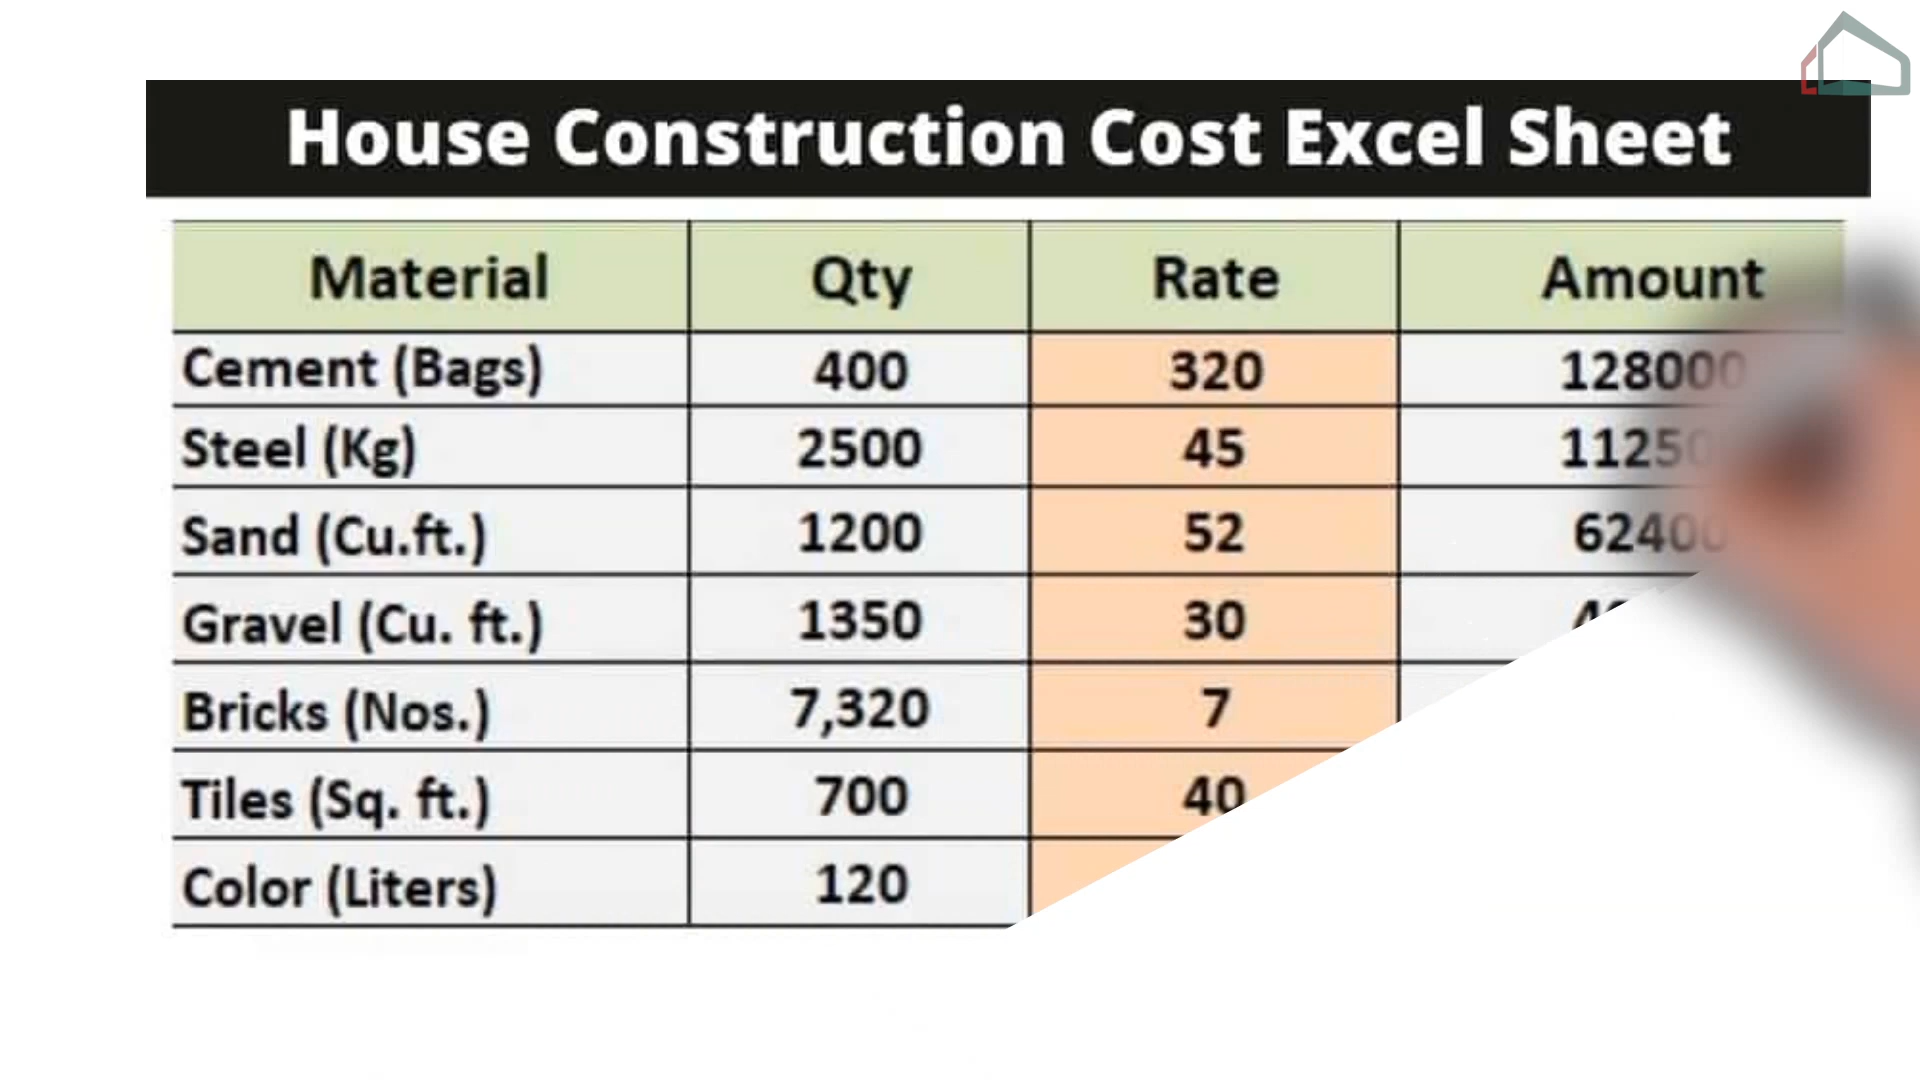 House Construction Cost Excel Sheet
Material Qty Rate Amount
Cement (Bags) 400 320 128000
Steel (Kg) 2500 45
Sand (Cu.ft.) 1200 52 62400
Gravel (Cu. ft.) 1350 30
Bricks (Nos.) 7,320 7
Tiles (Sq. ft.) 700 40
Color (Liters) 120